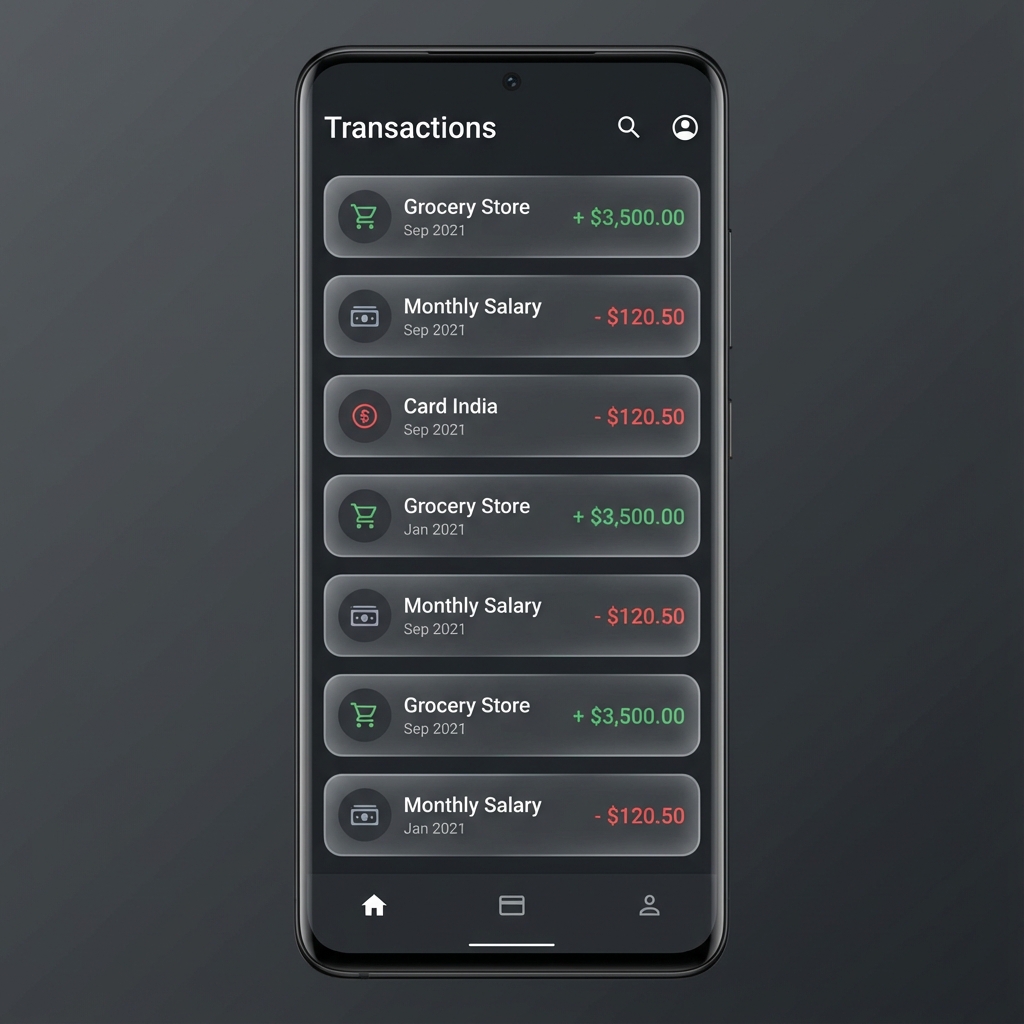 Transactions
Grocery Store
Sep 2021
+ $3,500.00
Monthly Salary
Sep 2021
- $120.50
Card India
Sep 2021
- $120.50
Grocery Store
Jan 2021
+ $3,500.00
Monthly Salary
Sep 2021
- $120.50
Grocery Store
Sep 2021
+ $3,500.00
Monthly Salary
Jan 2021
- $120.50